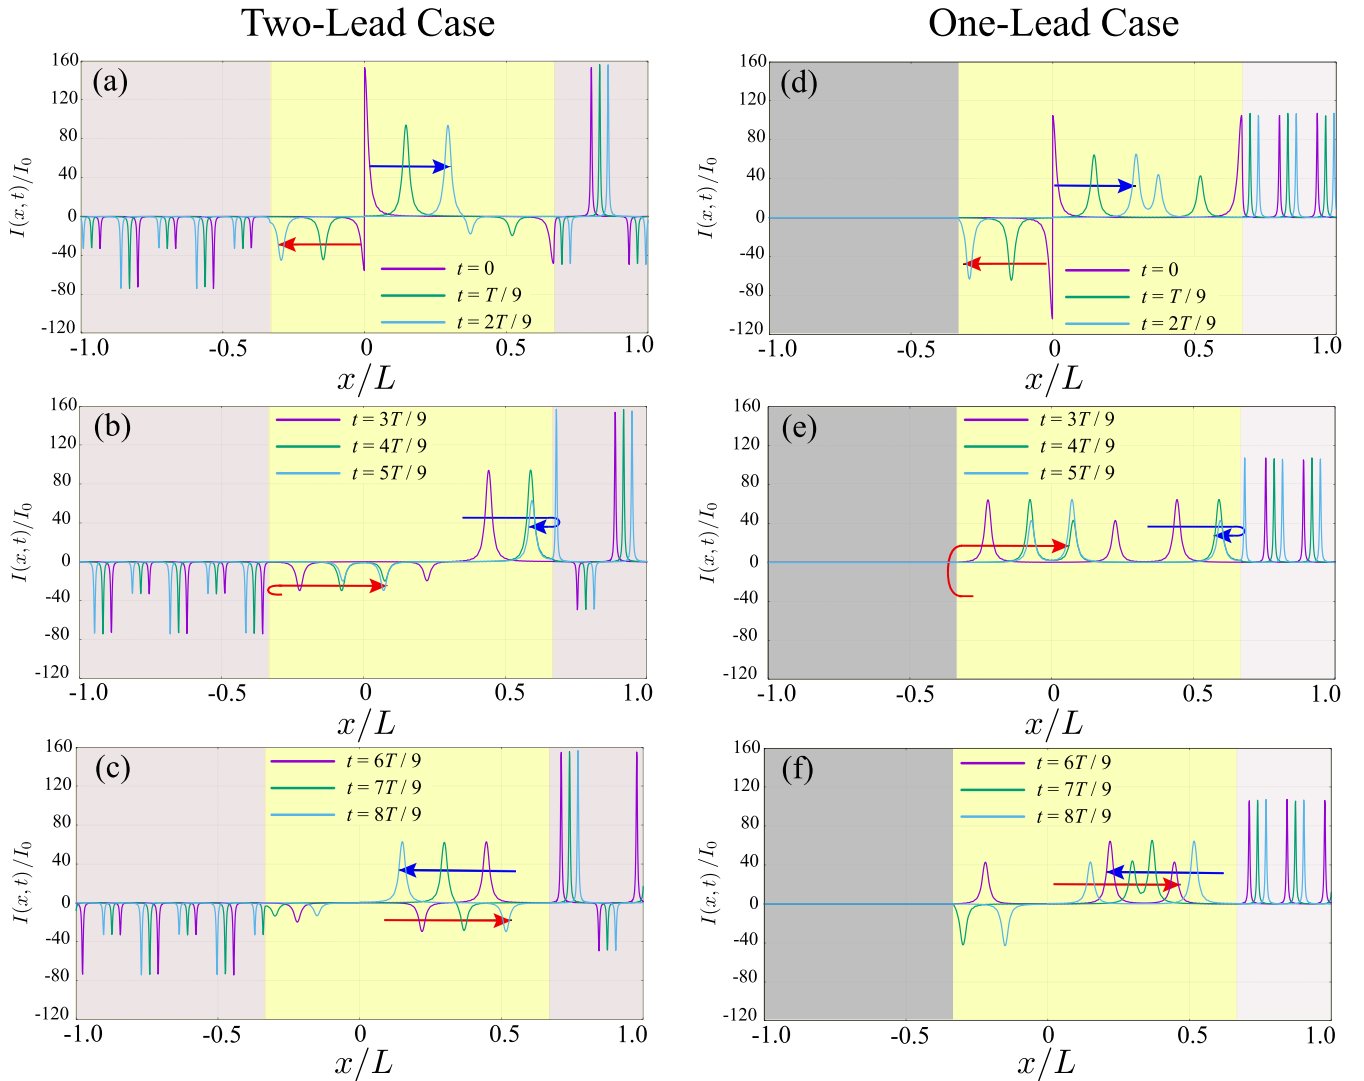 Two-Lead Case
One-Lead Case
(a)
160
120
80
40
0
-40
-80
-120
I(x, t)/I0
t = 0
t = T / 9
t = 2T / 9
-1.0 -0.5 0 0.5 1.0
x/L
(d)
160
120
80
40
0
-40
-80
-120
I(x, t)/I0
t = 0
t = T / 9
t = 2T / 9
-1.0 -0.5 0 0.5 1.0
x/L
(b)
160
120
80
40
0
-40
-80
-120
I(x, t)/I0
t = 3T / 9
t = 4T / 9
t = 5T / 9
-1.0 -0.5 0 0.5 1.0
x/L
(e)
160
120
80
40
0
-40
-80
-120
I(x, t)/I0
t = 3T / 9
t = 4T / 9
t = 5T / 9
-1.0 -0.5 0 0.5 1.0
x/L
(c)
160
120
80
40
0
-40
-80
-120
I(x, t)/I0
t = 6T / 9
t = 7T / 9
t = 8T / 9
-1.0 -0.5 0 0.5 1.0
x/L
(f)
160
120
80
40
0
-40
-80
-120
I(x, t)/I0
t = 6T / 9
t = 7T / 9
t = 8T / 9
-1.0 -0.5 0 0.5 1.0
x/L